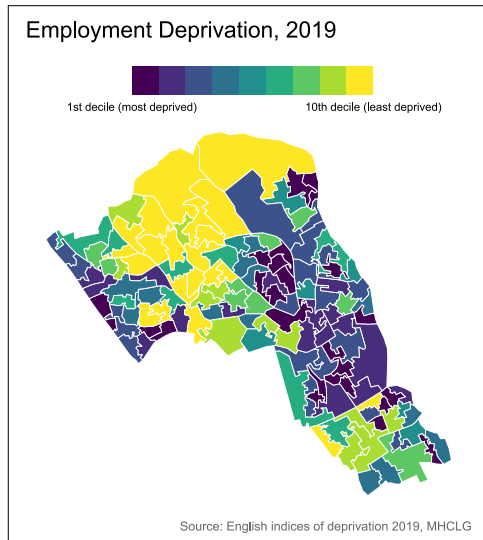 Employment Deprivation, 2019
1st decile (most deprived) 10th decile (least deprived)
Source: English indices of deprivation 2019, MHCLG